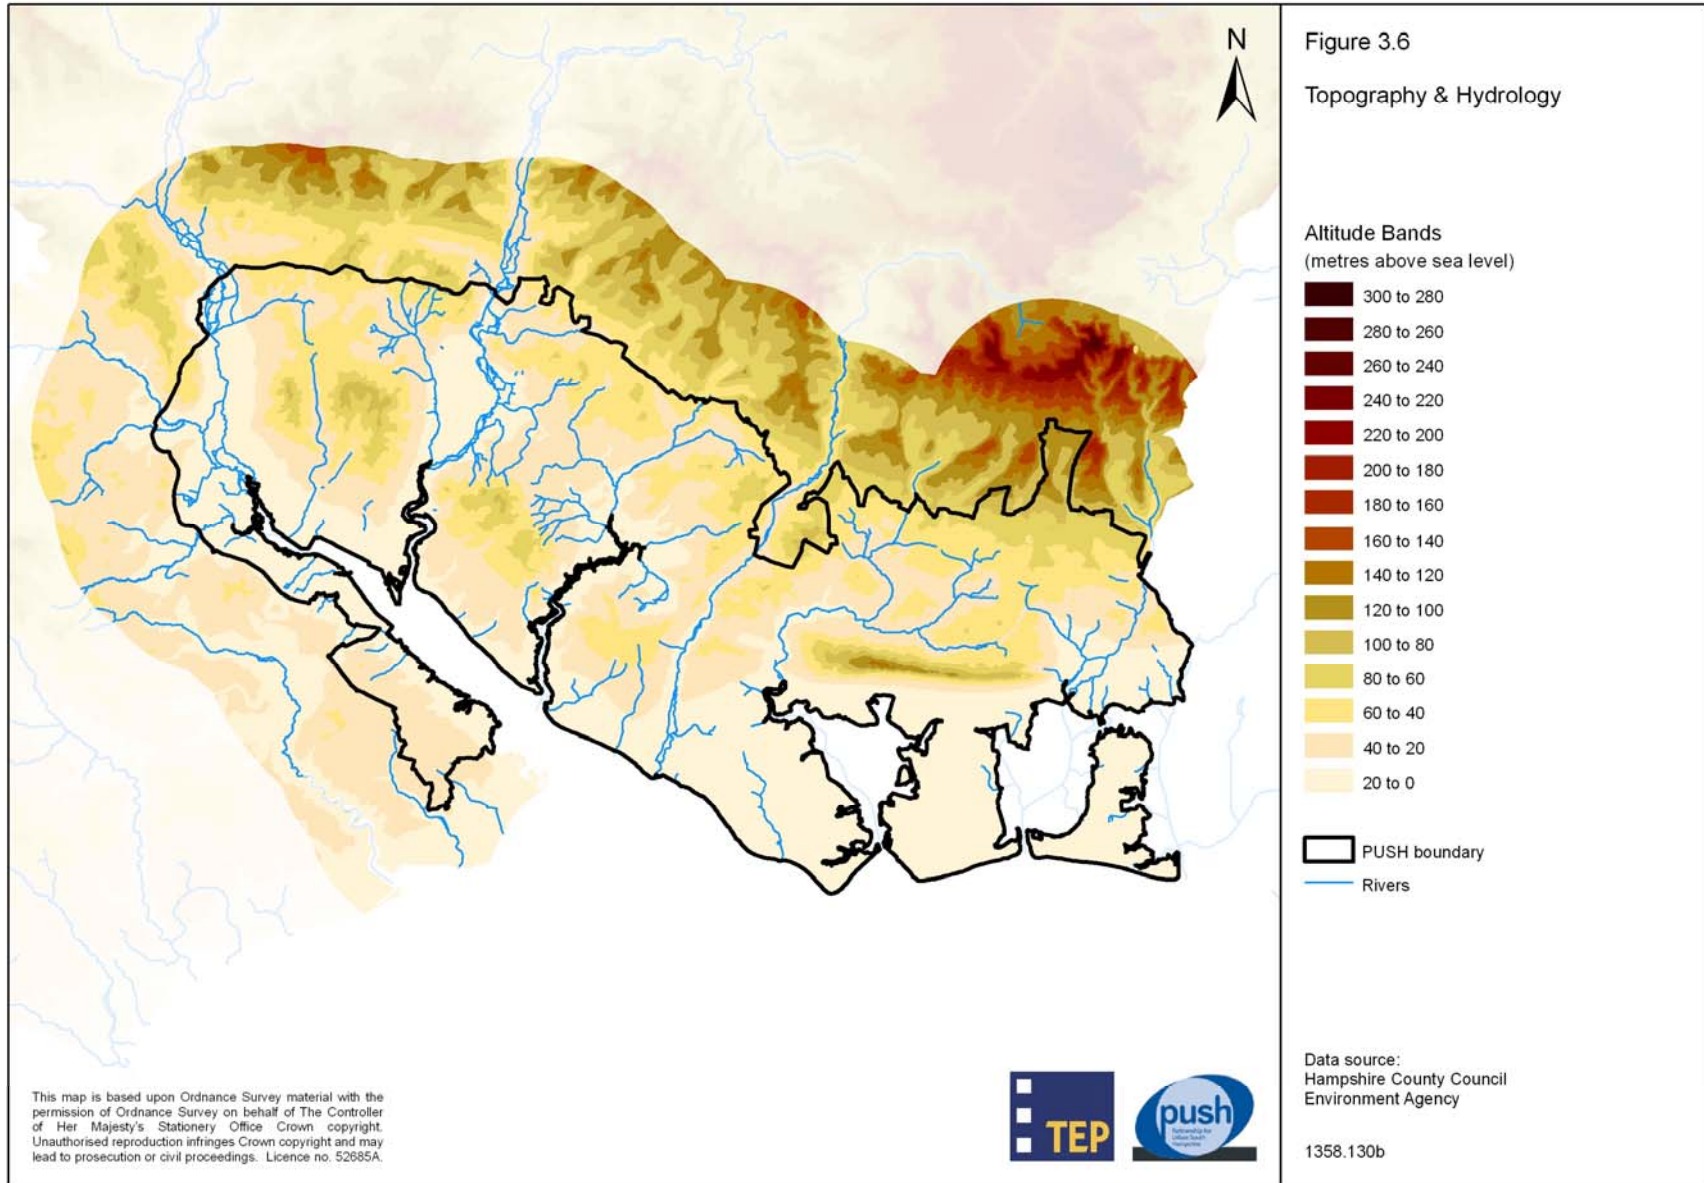 Figure 3.6
Topography & Hydrology
N
Altitude Bands
(metres above sea level)
300 to 280
280 to 260
260 to 240
240 to 220
220 to 200
200 to 180
180 to 160
160 to 140
140 to 120
120 to 100
100 to 80
80 to 60
60 to 40
40 to 20
20 to 0
PUSH boundary
Rivers
Data source:
Hampshire County Council
Environment Agency
1358.130b
This map is based upon Ordnance Survey material with the
permission of Ordnance Survey on behalf of The Controller
of Her Majesty's Stationery Office Crown copyright.
Unauthorised reproduction infringes Crown copyright and may
lead to prosecution or civil proceedings. Licence no. 52685A.
TEP
push
Partnership for
Urban South
Hampshire